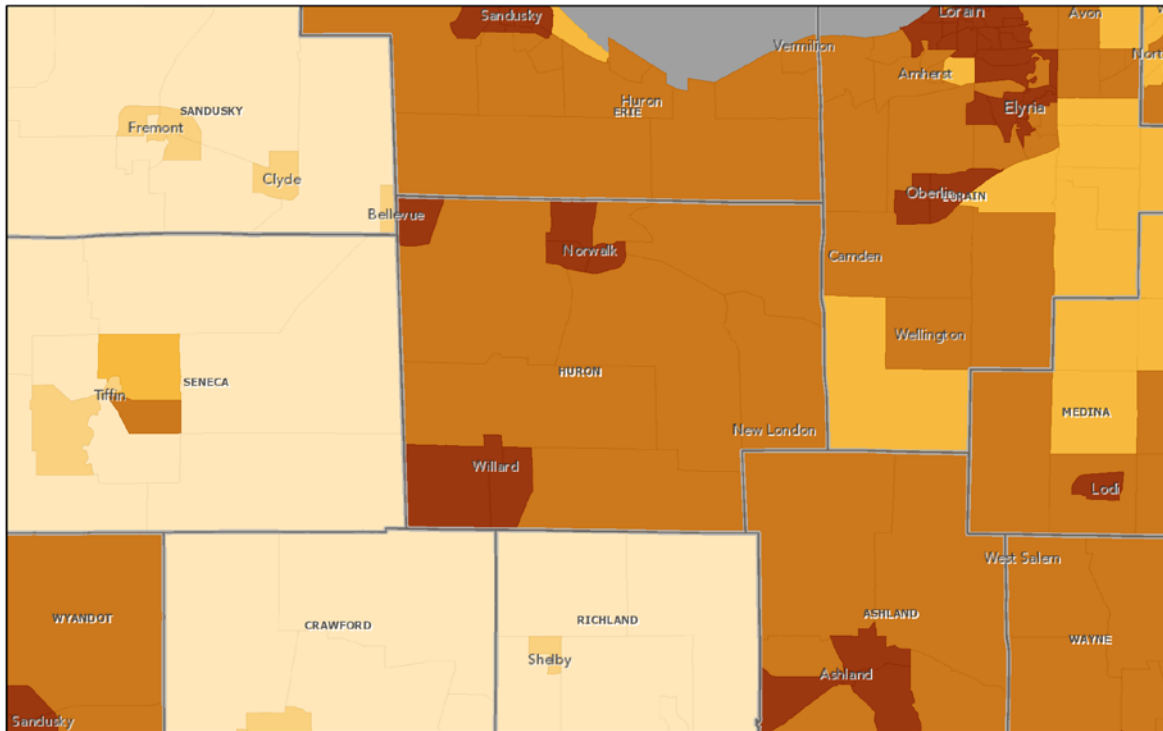 Sandusky
Lorain
Avon
Vermilion
Amherst
SANDUSKY
Huron
ERIE
Elyria
Fremont
Clyde
Oberlin
LORAIN
Bellevue
Norwalk
Camden
Wellington
HURON
SENECA
Tiffin
MEDINA
New London
Willard
Lodi
West Salem
WYANDOT
CRAWFORD
RICHLAND
ASHLAND
WAYNE
Shelby
Ashland
Sandusky